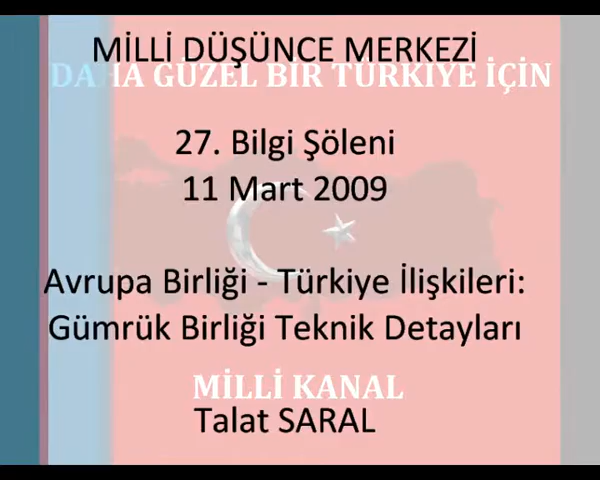 MİLLİ DÜŞÜNCE MERKEZİ
DAHA GÜZEL BİR TÜRKİYE İÇİN
27. Bilgi Şöleni
11 Mart 2009
Avrupa Birliği - Türkiye İlişkileri:
Gümrük Birliği Teknik Detayları
MİLLİ KANAL
Talat SARAL